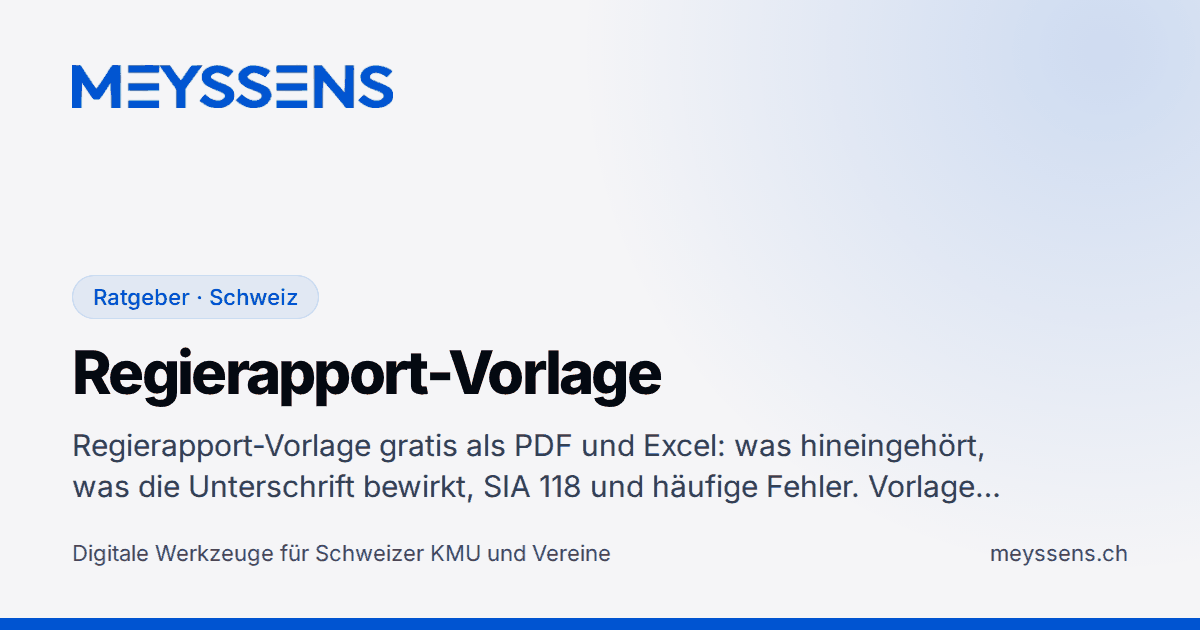 MEYSSENS
Ratgeber · Schweiz
Regierapport-Vorlage
Regierapport-Vorlage gratis als PDF und Excel: was hineingehört,
was die Unterschrift bewirkt, SIA 118 und häufige Fehler. Vorlage...
Digitale Werkzeuge für Schweizer KMU und Vereine
meyssens.ch